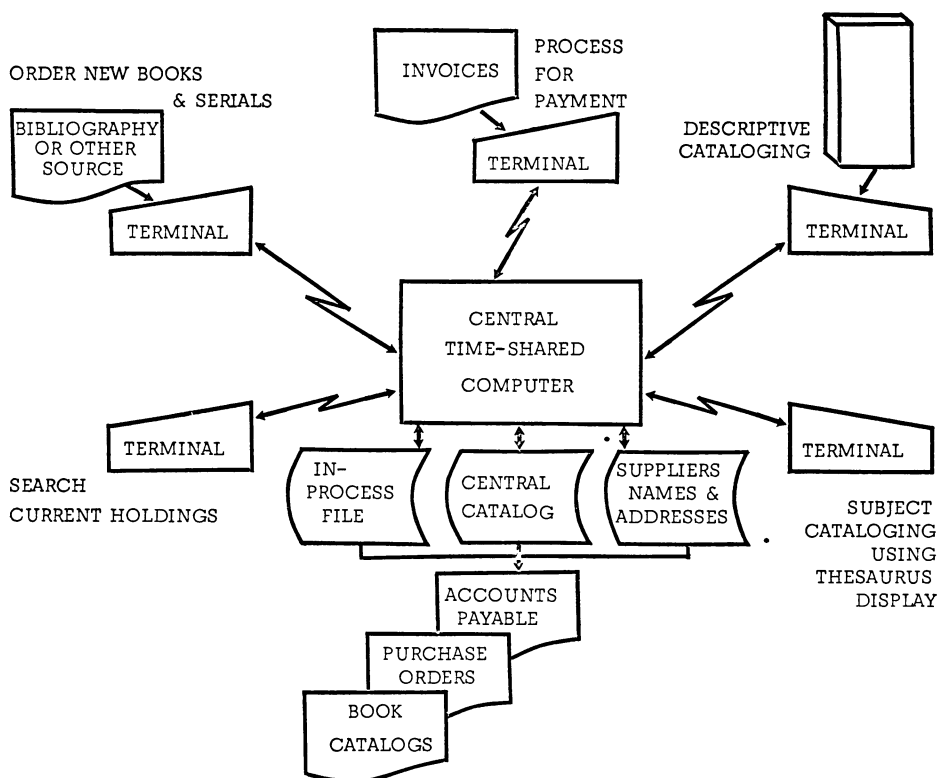 ORDER NEW BOOKS
& SERIALS
BIBLIOGRAPHY
OR OTHER
SOURCE
TERMINAL
INVOICES
PROCESS
FOR
PAYMENT
TERMINAL
DESCRIPTIVE
CATALOGING
TERMINAL
CENTRAL
TIME-SHARED
COMPUTER
TERMINAL
SEARCH
CURRENT HOLDINGS
IN-
PROCESS
FILE
CENTRAL
CATALOG
SUPPLIERS
NAMES &
ADDRESSES
TERMINAL
SUBJECT
CATALOGING
USING
THESAURUS
DISPLAY
ACCOUNTS
PAYABLE
PURCHASE
ORDERS
BOOK
CATALOGS